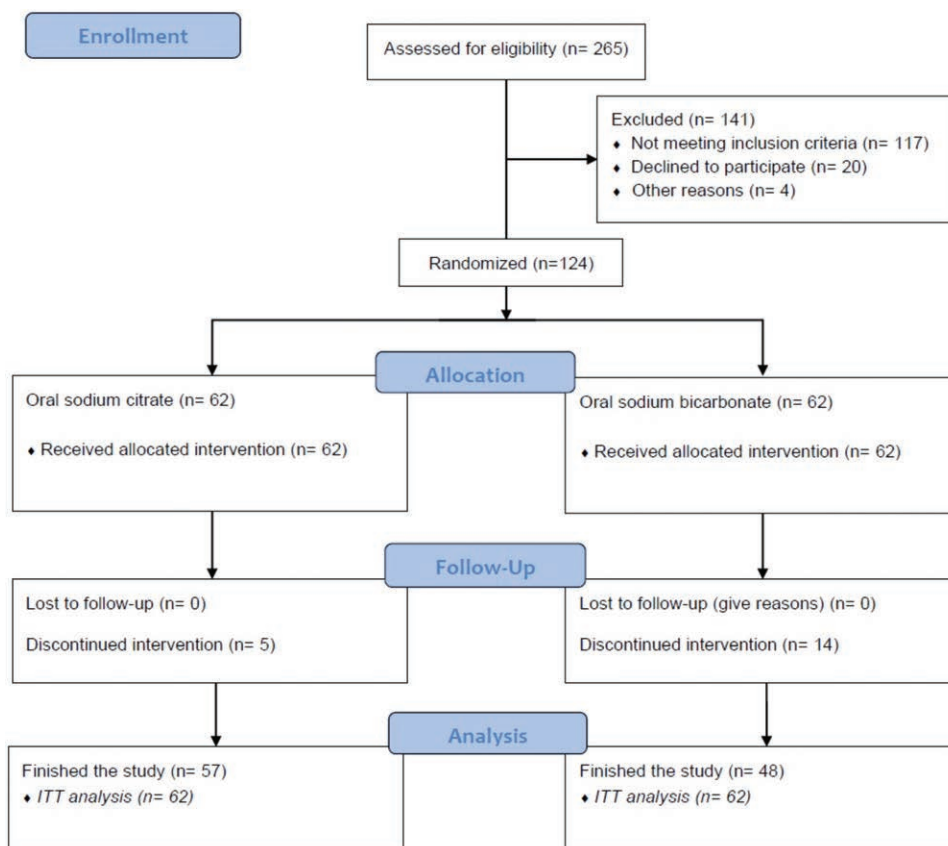 Enrollment
Assessed for eligibility (n= 265)
Excluded (n= 141)
♦ Not meeting inclusion criteria (n= 117)
♦ Declined to participate (n= 20)
♦ Other reasons (n= 4)
Randomized (n=124)
Allocation
Oral sodium citrate (n= 62)
♦ Received allocated intervention (n= 62)
Oral sodium bicarbonate (n= 62)
♦ Received allocated intervention (n= 62)
Follow-Up
Lost to follow-up (n= 0)
Discontinued intervention (n= 5)
Lost to follow-up (give reasons) (n= 0)
Discontinued intervention (n= 14)
Analysis
Finished the study (n= 57)
♦ ITT analysis (n= 62)
Finished the study (n= 48)
♦ ITT analysis (n= 62)